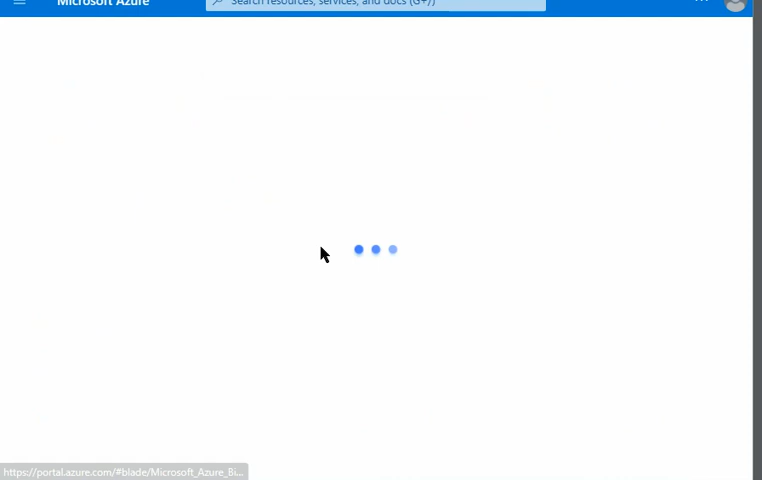 Microsoft Azure
Search resources, services, and docs (G+/)
https://portal.azure.com/#blade/Microsoft_Azure_Bi...